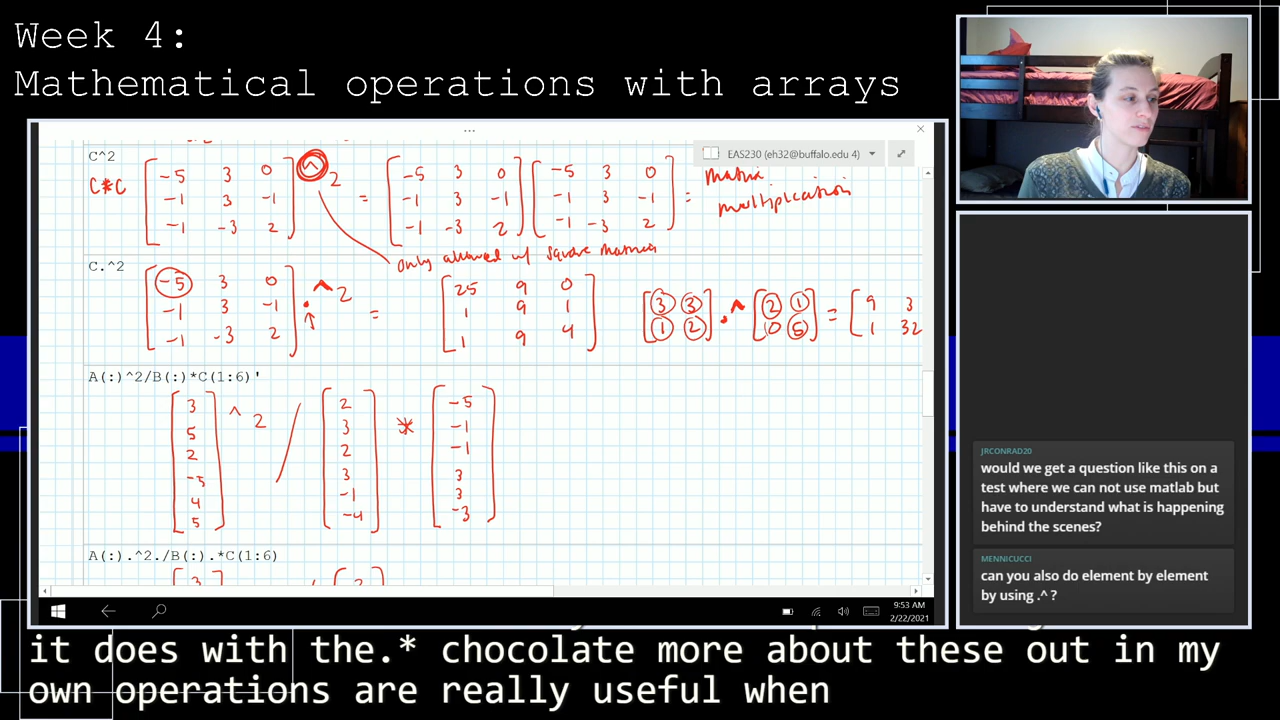 Week 4:
Mathematical operations with arrays
EAS230 (eh32@buffalo.edu 4)
C^2
C*C
-5 3 0
-1 3 -1
-1 -3 2
^ 2 =
-5 3 0
-1 3 -1
-1 -3 2
-5 3 0
-1 3 -1
-1 -3 2
=
matrix
multiplication
only allowed w/ square matrices
C.^2
-5 3 0
-1 3 -1
-1 -3 2
.^ 2 =
25 9 0
1 9 1
1 9 4
3 3
1 2
.^
2 1
0 5
=
9 3
1 32
A(:)^2/B(:)*C(1:6)'
3
5
2
-5
4
5
^ 2 /
2
3
2
3
-1
-4
*
-5
-1
-1
3
3
-3
A(:).^2./B(:).*C(1:6)
JRCONRAD20
would we get a question like this on a
test where we can not use matlab but
have to understand what is happening
behind the scenes?
MENNICUCCI
can you also do element by element
by using .^ ?
9:53 AM
2/22/2021
it does with the.* chocolate more about these out in my
own operations are really useful when